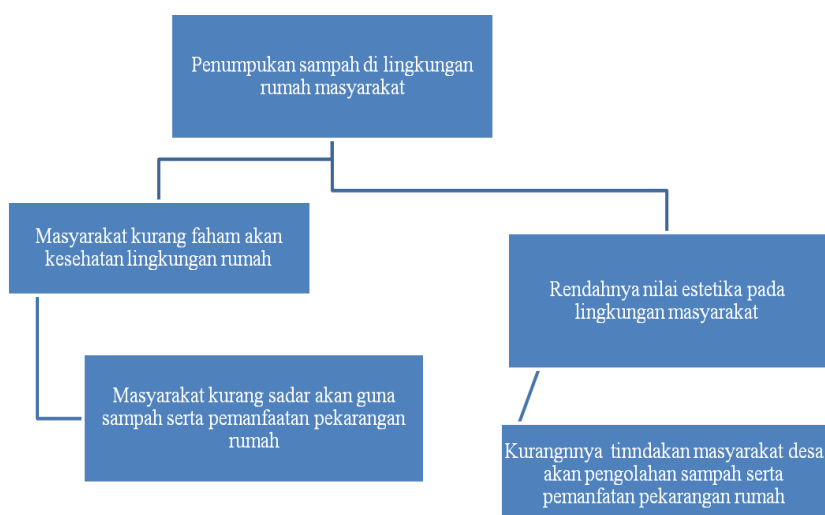 Penumpukan sampah di lingkungan
rumah masyarakat
Masyarakat kurang faham akan
kesehatan lingkungan rumah
Rendahnya nilai estetika pada
lingkungan masyarakat
Masyarakat kurang sadar akan guna
sampah serta pemanfaatan pekarangan
rumah
Kurangnnya tinndakan masyarakat desa
akan pengolahan sampah serta
pemanfatan pekarangan rumah